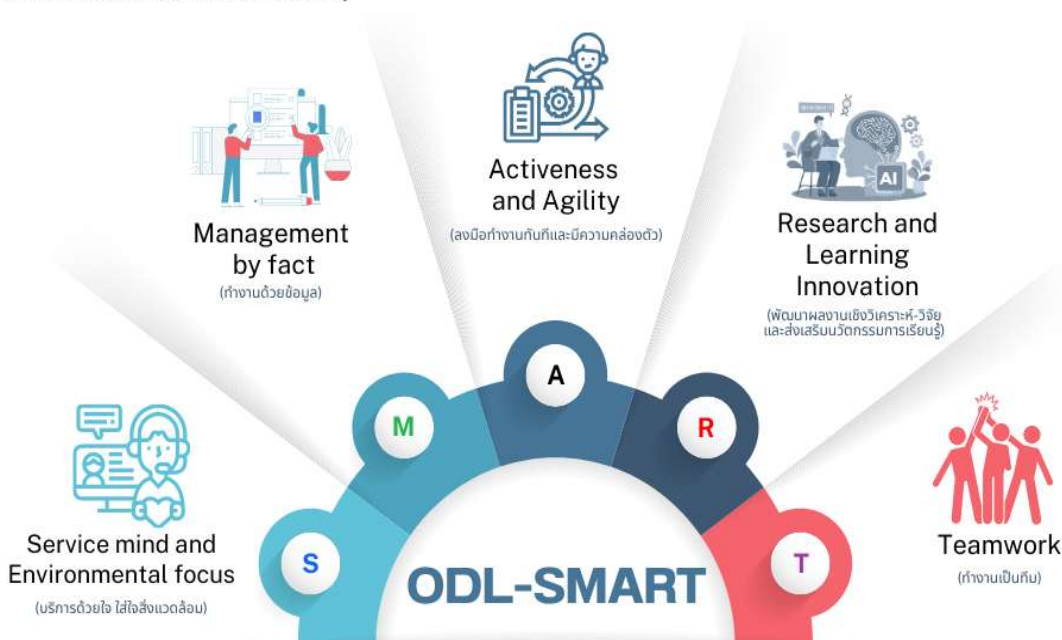 Activeness
and Agility
(ลงมือทำงานทันทีและมีความคล่องตัว)
Management
by fact
(ทำงานด้วยข้อมูล)
AI
Research and
Learning
Innovation
(พัฒนาผลงานเชิงวิเคราะห์-วิจัย
และส่งเสริมนวัตกรรมการเรียนรู้)
Service mind and
Environmental focus
(บริการด้วยใจ ใส่ใจสิ่งแวดล้อม)
Teamwork
(ทำงานเป็นทีม)
S
M
A
R
T
ODL-SMART